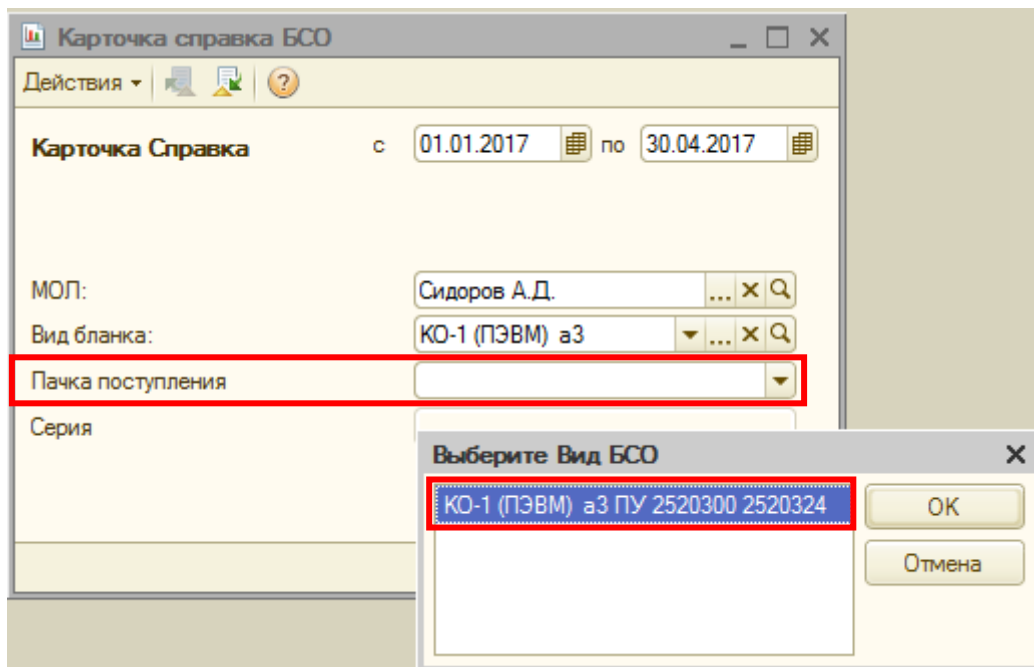 Карточка справка БСО
Действия
Карточка Справка с 01.01.2017 по 30.04.2017
МОЛ: Сидоров А.Д. ...
Вид бланка: КО-1 (ПЭВМ) а3 ...
Пачка поступления
Серия
Выберите Вид БСО
КО-1 (ПЭВМ) а3 ПУ 2520300 2520324
ОК
Отмена